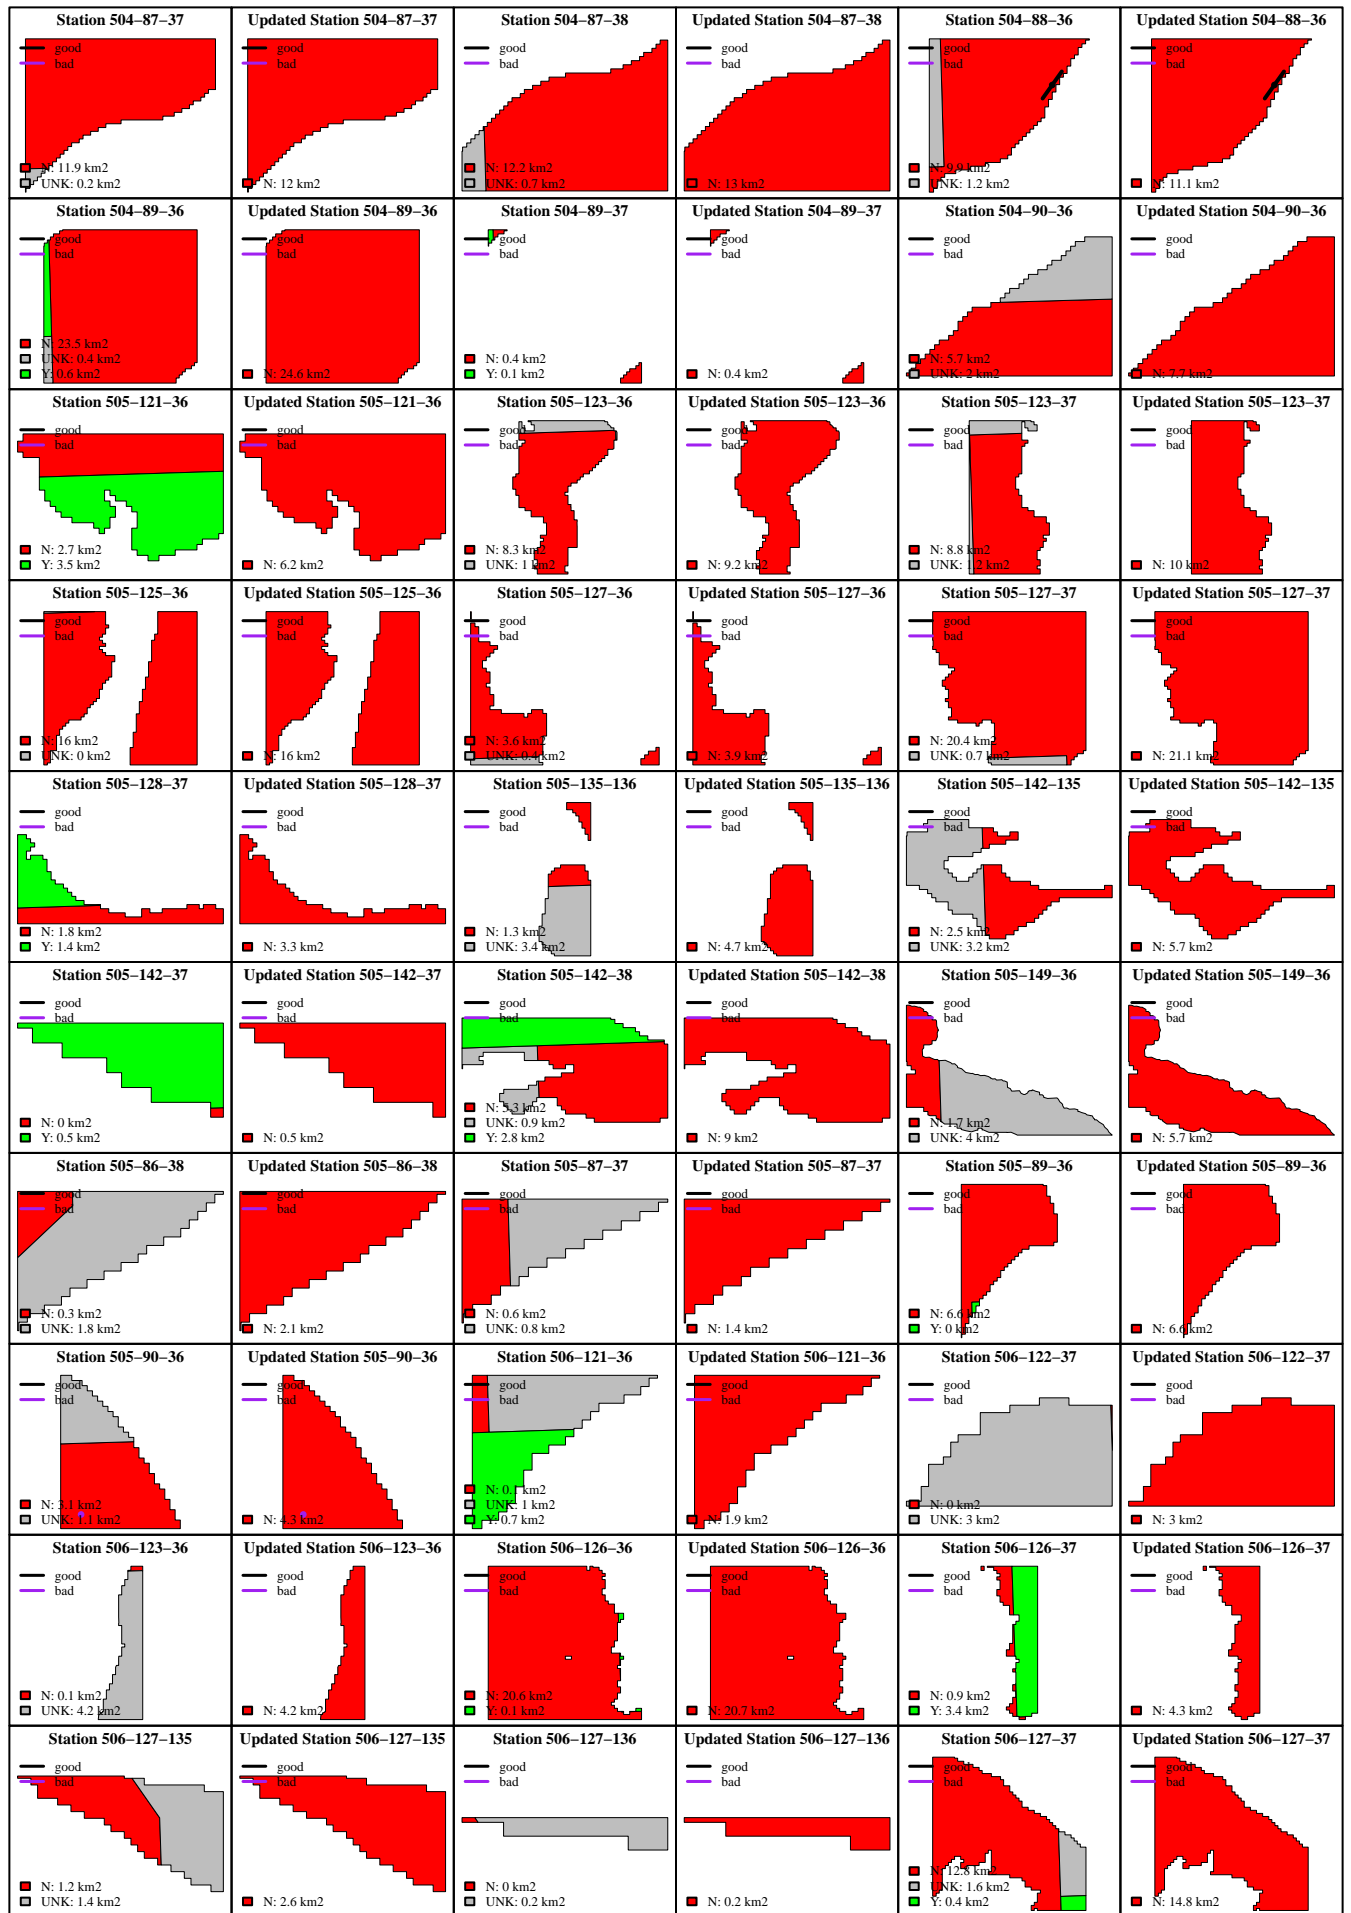 Station 504−87−37
good
bad
N: 11.9 km2
UNK: 0.2 km2
Updated Station 504−87−37
good
bad
N: 12 km2
Station 504−87−38
good
bad
N: 12.2 km2
UNK: 0.7 km2
Updated Station 504−87−38
good
bad
N: 13 km2
Station 504−88−36
good
bad
N: 9.9 km2
UNK: 1.2 km2
Updated Station 504−88−36
good
bad
N: 11.1 km2
Station 504−89−36
good
bad
N: 23.5 km2
UNK: 0.4 km2
Y: 0.6 km2
Updated Station 504−89−36
good
bad
N: 24.6 km2
Station 504−89−37
good
bad
N: 0.4 km2
Y: 0.1 km2
Updated Station 504−89−37
good
bad
N: 0.4 km2
Station 504−90−36
good
bad
N: 5.7 km2
UNK: 2 km2
Updated Station 504−90−36
good
bad
N: 7.7 km2
Station 505−121−36
good
bad
N: 2.7 km2
Y: 3.5 km2
Updated Station 505−121−36
good
bad
N: 6.2 km2
Station 505−123−36
good
bad
N: 8.3 km2
UNK: 1 km2
Updated Station 505−123−36
good
bad
N: 9.2 km2
Station 505−123−37
good
bad
N: 8.8 km2
UNK: 1.2 km2
Updated Station 505−123−37
good
bad
N: 10 km2
Station 505−125−36
good
bad
N: 16 km2
UNK: 0 km2
Updated Station 505−125−36
good
bad
N: 16 km2
Station 505−127−36
good
bad
N: 3.6 km2
UNK: 0.4 km2
Updated Station 505−127−36
good
bad
N: 3.9 km2
Station 505−127−37
good
bad
N: 20.4 km2
UNK: 0.7 km2
Updated Station 505−127−37
good
bad
N: 21.1 km2
Station 505−128−37
good
bad
N: 1.8 km2
Y: 1.4 km2
Updated Station 505−128−37
good
bad
N: 3.3 km2
Station 505−135−136
good
bad
N: 1.3 km2
UNK: 3.4 km2
Updated Station 505−135−136
good
bad
N: 4.7 km2
Station 505−142−135
good
bad
N: 2.5 km2
UNK: 3.2 km2
Updated Station 505−142−135
good
bad
N: 5.7 km2
Station 505−142−37
good
bad
N: 0 km2
Y: 0.5 km2
Updated Station 505−142−37
good
bad
N: 0.5 km2
Station 505−142−38
good
bad
N: 5.3 km2
UNK: 0.9 km2
Y: 2.8 km2
Updated Station 505−142−38
good
bad
N: 9 km2
Station 505−149−36
good
bad
N: 1.7 km2
UNK: 4 km2
Updated Station 505−149−36
good
bad
N: 5.7 km2
Station 505−86−38
good
bad
N: 0.3 km2
UNK: 1.8 km2
Updated Station 505−86−38
good
bad
N: 2.1 km2
Station 505−87−37
good
bad
N: 0.6 km2
UNK: 0.8 km2
Updated Station 505−87−37
good
bad
N: 1.4 km2
Station 505−89−36
good
bad
N: 6.6 km2
Y: 0 km2
Updated Station 505−89−36
good
bad
N: 6.6 km2
Station 505−90−36
good
bad
N: 3.1 km2
UNK: 1.1 km2
Updated Station 505−90−36
good
bad
N: 4.3 km2
Station 506−121−36
good
bad
N: 0.1 km2
UNK: 1 km2
Y: 0.7 km2
Updated Station 506−121−36
good
bad
N: 1.9 km2
Station 506−122−37
good
bad
N: 0 km2
UNK: 3 km2
Updated Station 506−122−37
good
bad
N: 3 km2
Station 506−123−36
good
bad
N: 0.1 km2
UNK: 4.2 km2
Updated Station 506−123−36
good
bad
N: 4.2 km2
Station 506−126−36
good
bad
N: 20.6 km2
Y: 0.1 km2
Updated Station 506−126−36
good
bad
N: 20.7 km2
Station 506−126−37
good
bad
N: 0.9 km2
Y: 3.4 km2
Updated Station 506−126−37
good
bad
N: 4.3 km2
Station 506−127−135
good
bad
N: 1.2 km2
UNK: 1.4 km2
Updated Station 506−127−135
good
bad
N: 2.6 km2
Station 506−127−136
good
bad
N: 0 km2
UNK: 0.2 km2
Updated Station 506−127−136
good
bad
N: 0.2 km2
Station 506−127−37
good
bad
N: 12.8 km2
UNK: 1.6 km2
Y: 0.4 km2
Updated Station 506−127−37
good
bad
N: 14.8 km2